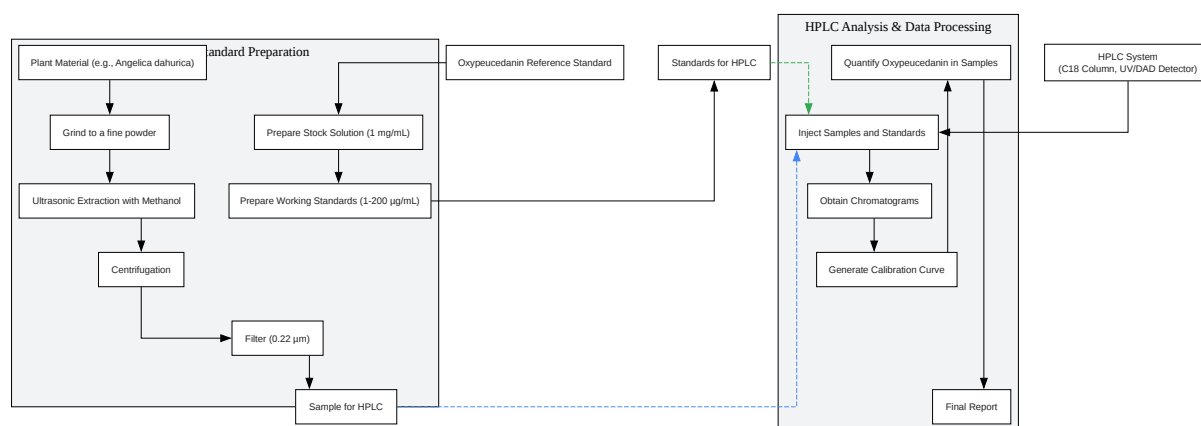 HPLC Analysis & Data Processing
Standard Preparation
Plant Material (e.g., Angelica dahurica)
Oxypeucedanin Reference Standard
Standards for HPLC
Quantify Oxypeucedanin in Samples
HPLC System
(C18 Column, UV/DAD Detector)
Grind to a fine powder
Prepare Stock Solution (1 mg/mL)
Inject Samples and Standards
Ultrasonic Extraction with Methanol
Prepare Working Standards (1-200 µg/mL)
Obtain Chromatograms
Centrifugation
Generate Calibration Curve
Filter (0.22 µm)
Sample for HPLC
Final Report